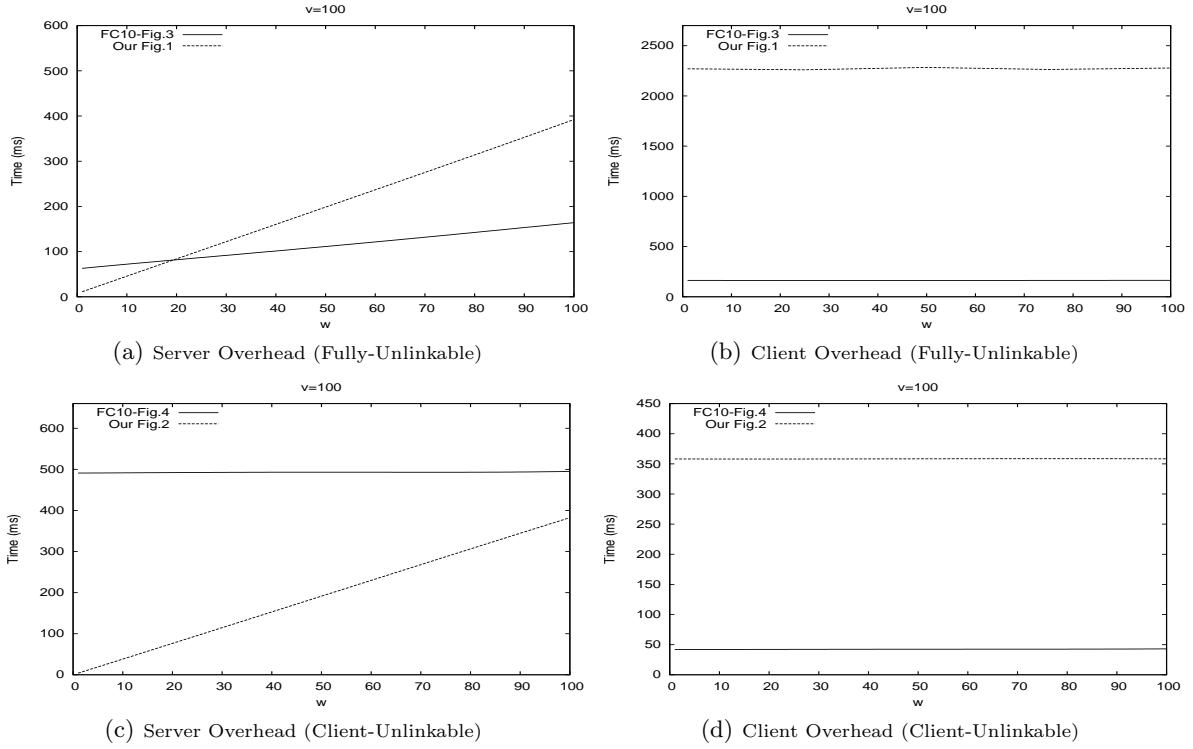 v=100
FC10-Fig.3
Our Fig.1
600
500
400
300
200
100
0
Time (ms)
0 10 20 30 40 50 60 70 80 90 100
w
(a) Server Overhead (Fully-Unlinkable)
v=100
FC10-Fig.3
Our Fig.1
2500
2000
1500
1000
500
0
Time (ms)
0 10 20 30 40 50 60 70 80 90 100
w
(b) Client Overhead (Fully-Unlinkable)
v=100
FC10-Fig.4
Our Fig.2
600
500
400
300
200
100
0
Time (ms)
0 10 20 30 40 50 60 70 80 90 100
w
(c) Server Overhead (Client-Unlinkable)
v=100
FC10-Fig.4
Our Fig.2
450
400
350
300
250
200
150
100
50
0
Time (ms)
0 10 20 30 40 50 60 70 80 90 100
w
(d) Client Overhead (Client-Unlinkable)